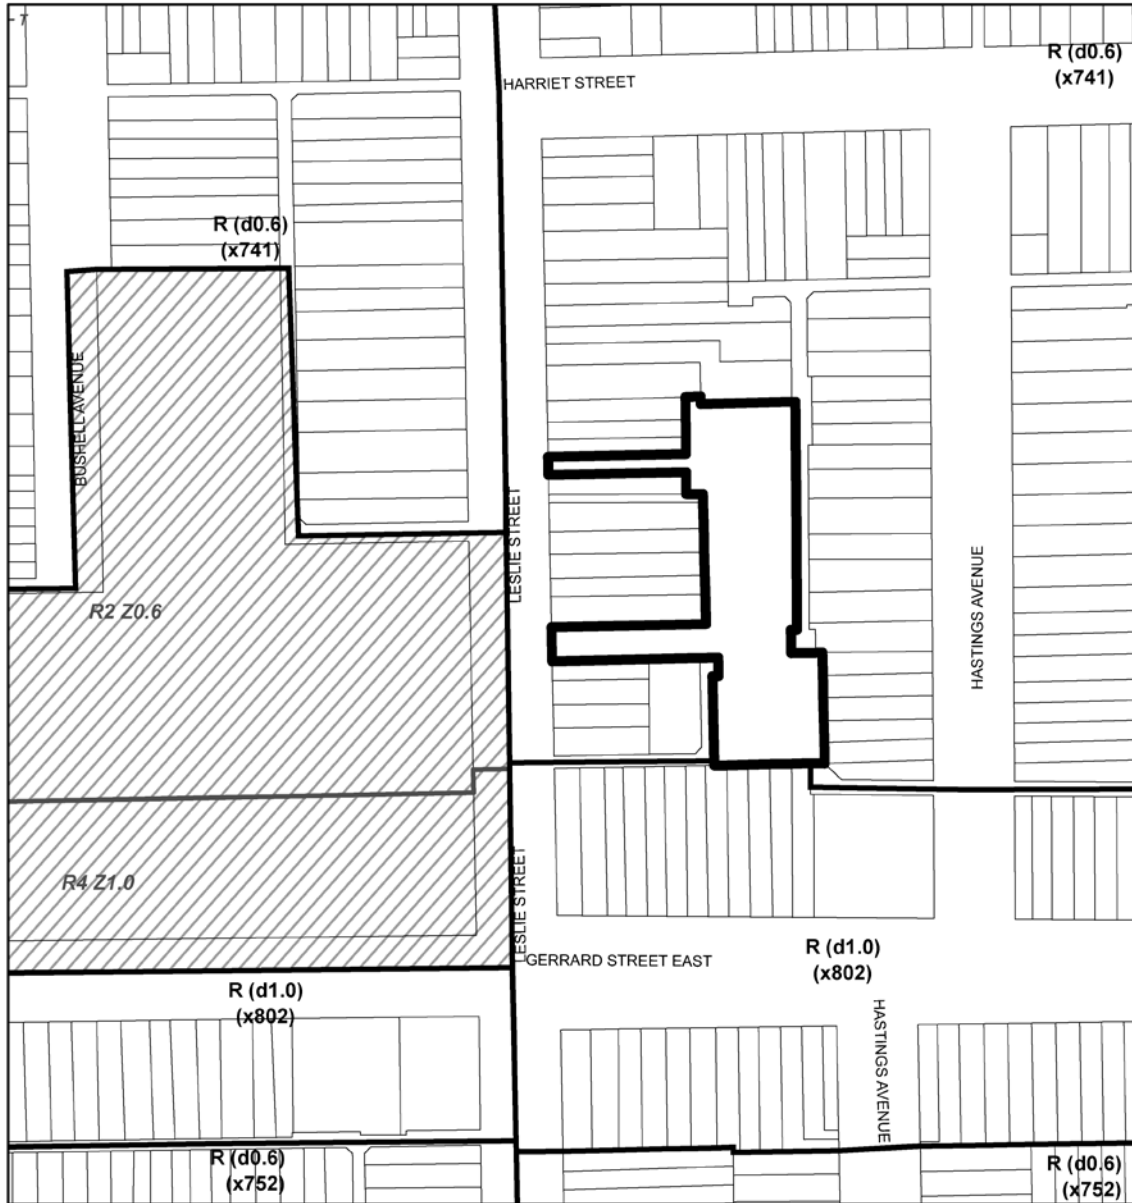 - T
R (d0.6)
(x741)
HARRIET STREET
R (d0.6)
(x741)
BUSHELL AVENUE
LESLIE STREET
HASTINGS AVENUE
R2 Z0.6
R4 Z1.0
LESLIE STREET
R (d1.0)
(x802)
GERRARD STREET EAST
R (d1.0)
(x802)
HASTINGS AVENUE
R (d0.6)
(x752)
R (d0.6)
(x752)